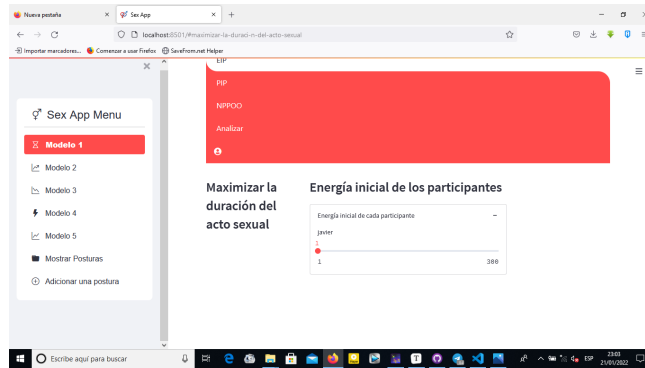 Nueva pestaña
Sex App
localhost:8501/#maximizar-la-duraci-n-del-acto-sexual
Importar marcadores... Comenzar a usar Firefox SaveFrom.net Helper
EIP
PIP
NPPOO
Analizar
Sex App Menu
Modelo 1
Modelo 2
Modelo 3
Modelo 4
Modelo 5
Mostrar Posturas
Adicionar una postura
Maximizar la
duración del
acto sexual
Energía inicial de los participantes
Energía inicial de cada participante
javier
1
1 300
Escribe aquí para buscar
ESP
23:03
21/01/2022